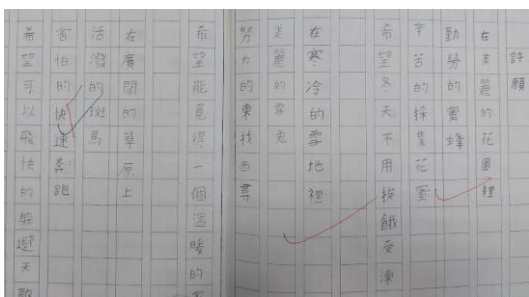 許願
在美麗的花園裡
勤勞的蜜蜂
辛苦的採集花蜜
希望冬天不用挨餓受凍
在寒冷的雪地裡
美麗的雪兔
努力的東找西尋
希望能覓得一個溫暖的
在廣闊的草原上
活潑的斑馬
害怕的快速奔跑
希望可以飛快的躲避天敵